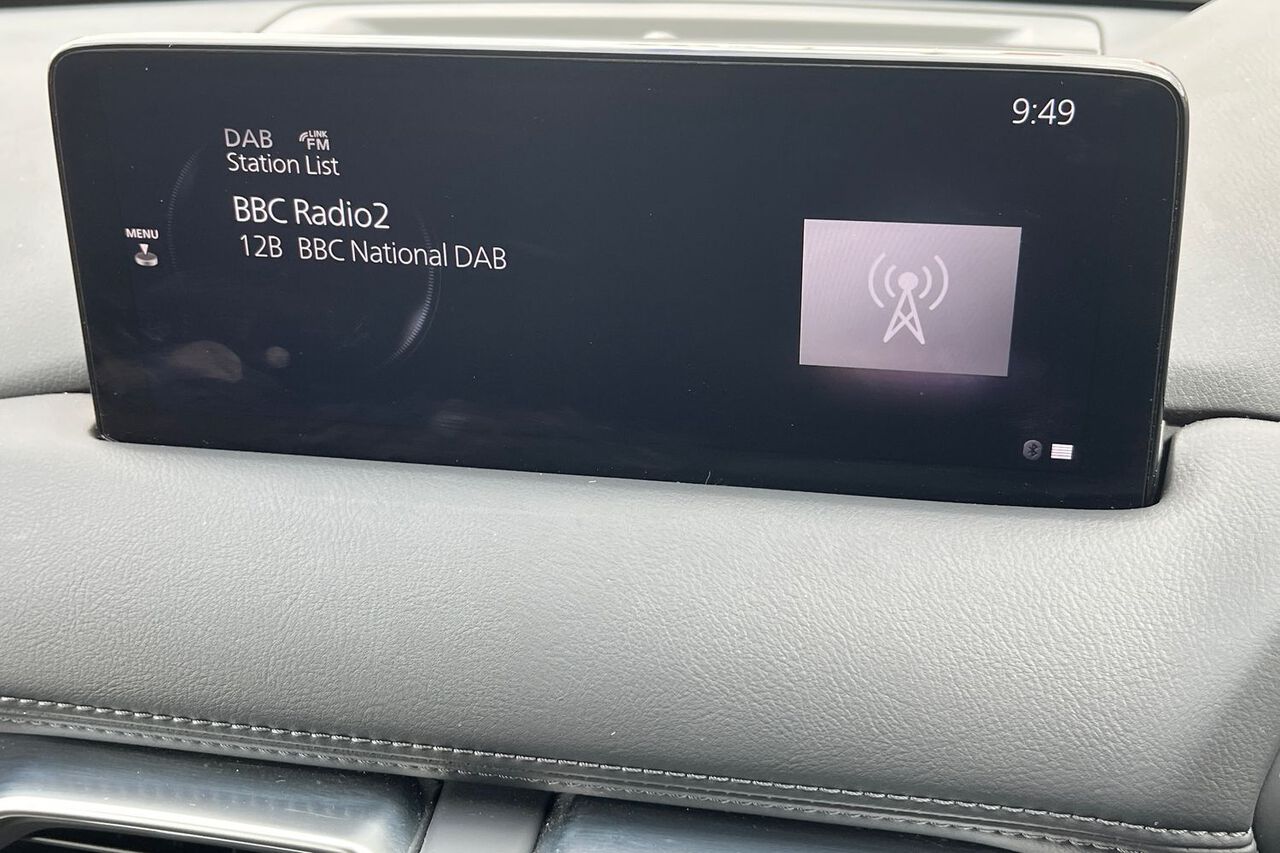 9:49
DAB LINK FM
Station List
BBC Radio2
MENU
12B BBC National DAB